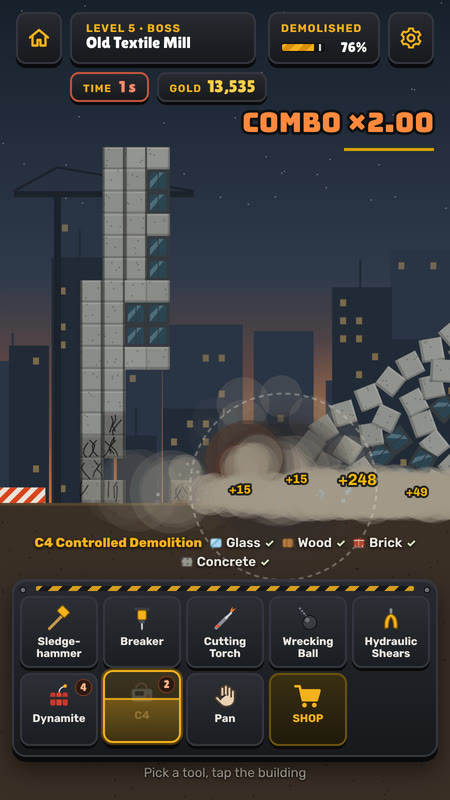 LEVEL 5 • BOSS
Old Textile Mill
DEMOLISHED
76%
TIME 1s
GOLD 13,535
COMBO ×2.00
+15
+15
+248
+49
C4 Controlled Demolition Glass ✓ Wood ✓ Brick ✓
Concrete ✓
Sledge-
hammer
Breaker
Cutting
Torch
Wrecking
Ball
Hydraulic
Shears
4
Dynamite
2
C4
Pan
SHOP
Pick a tool, tap the building